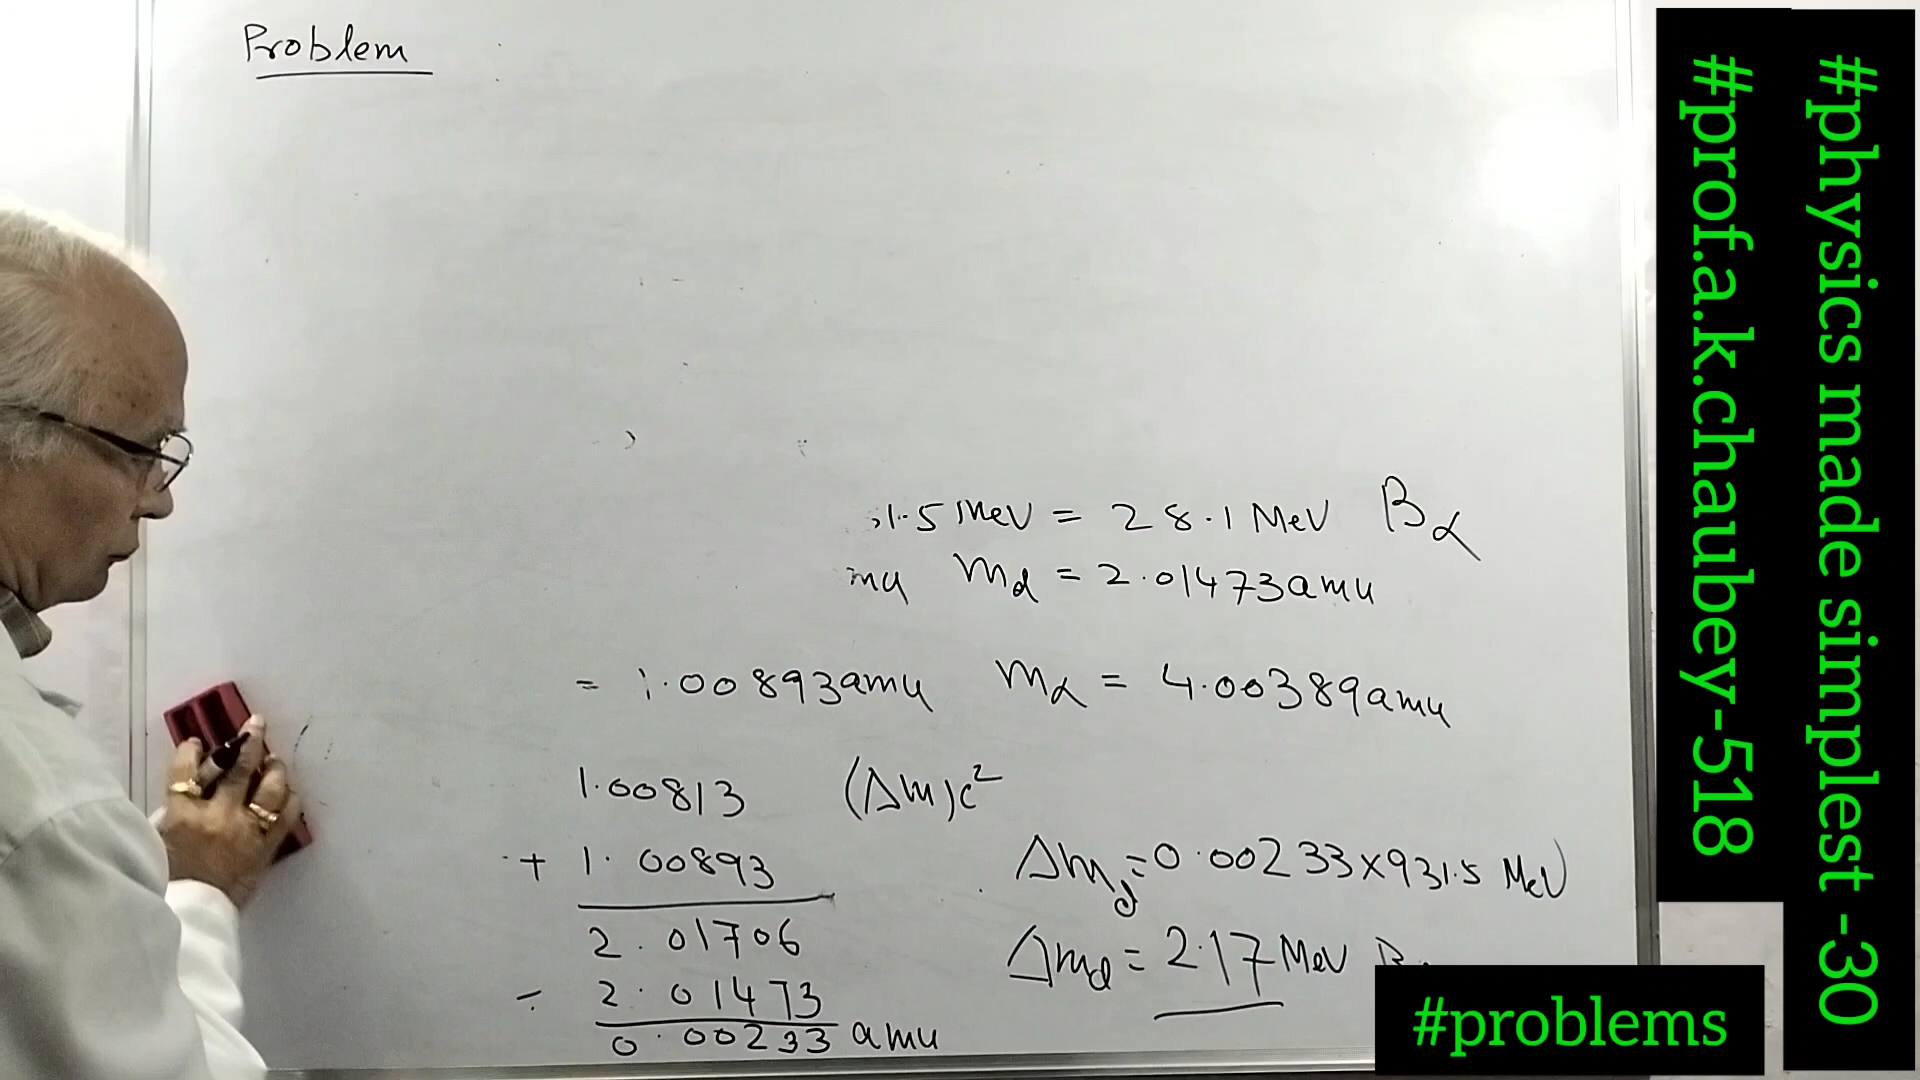 Problem
1.5 MeV = 28.1 MeV Bα
mu md = 2.01473amu
= 1.00893amu mα = 4.00389amu
1.00813 (Δm)c²
+ 1.00893
Δmd = 0.00233×931.5 MeV
2.01706
Δmd = 2.17 MeV
- 2.01473
0.00233 amu
#problems
#prof.a.k.chaubey-518
#physics made simplest -30